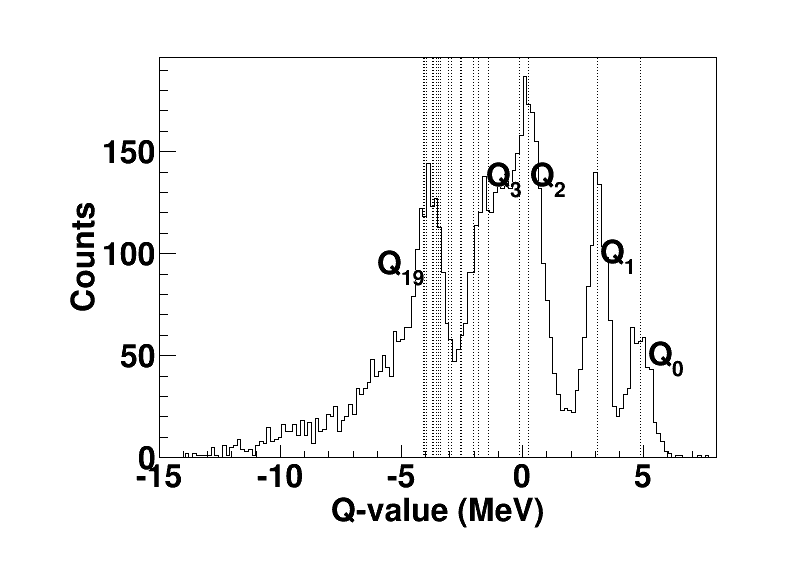 150
Q₃ Q₂
Counts
100
Q₁₉
Q₁
50
Q₀
0
-15 -10 -5 0 5
Q-value (MeV)